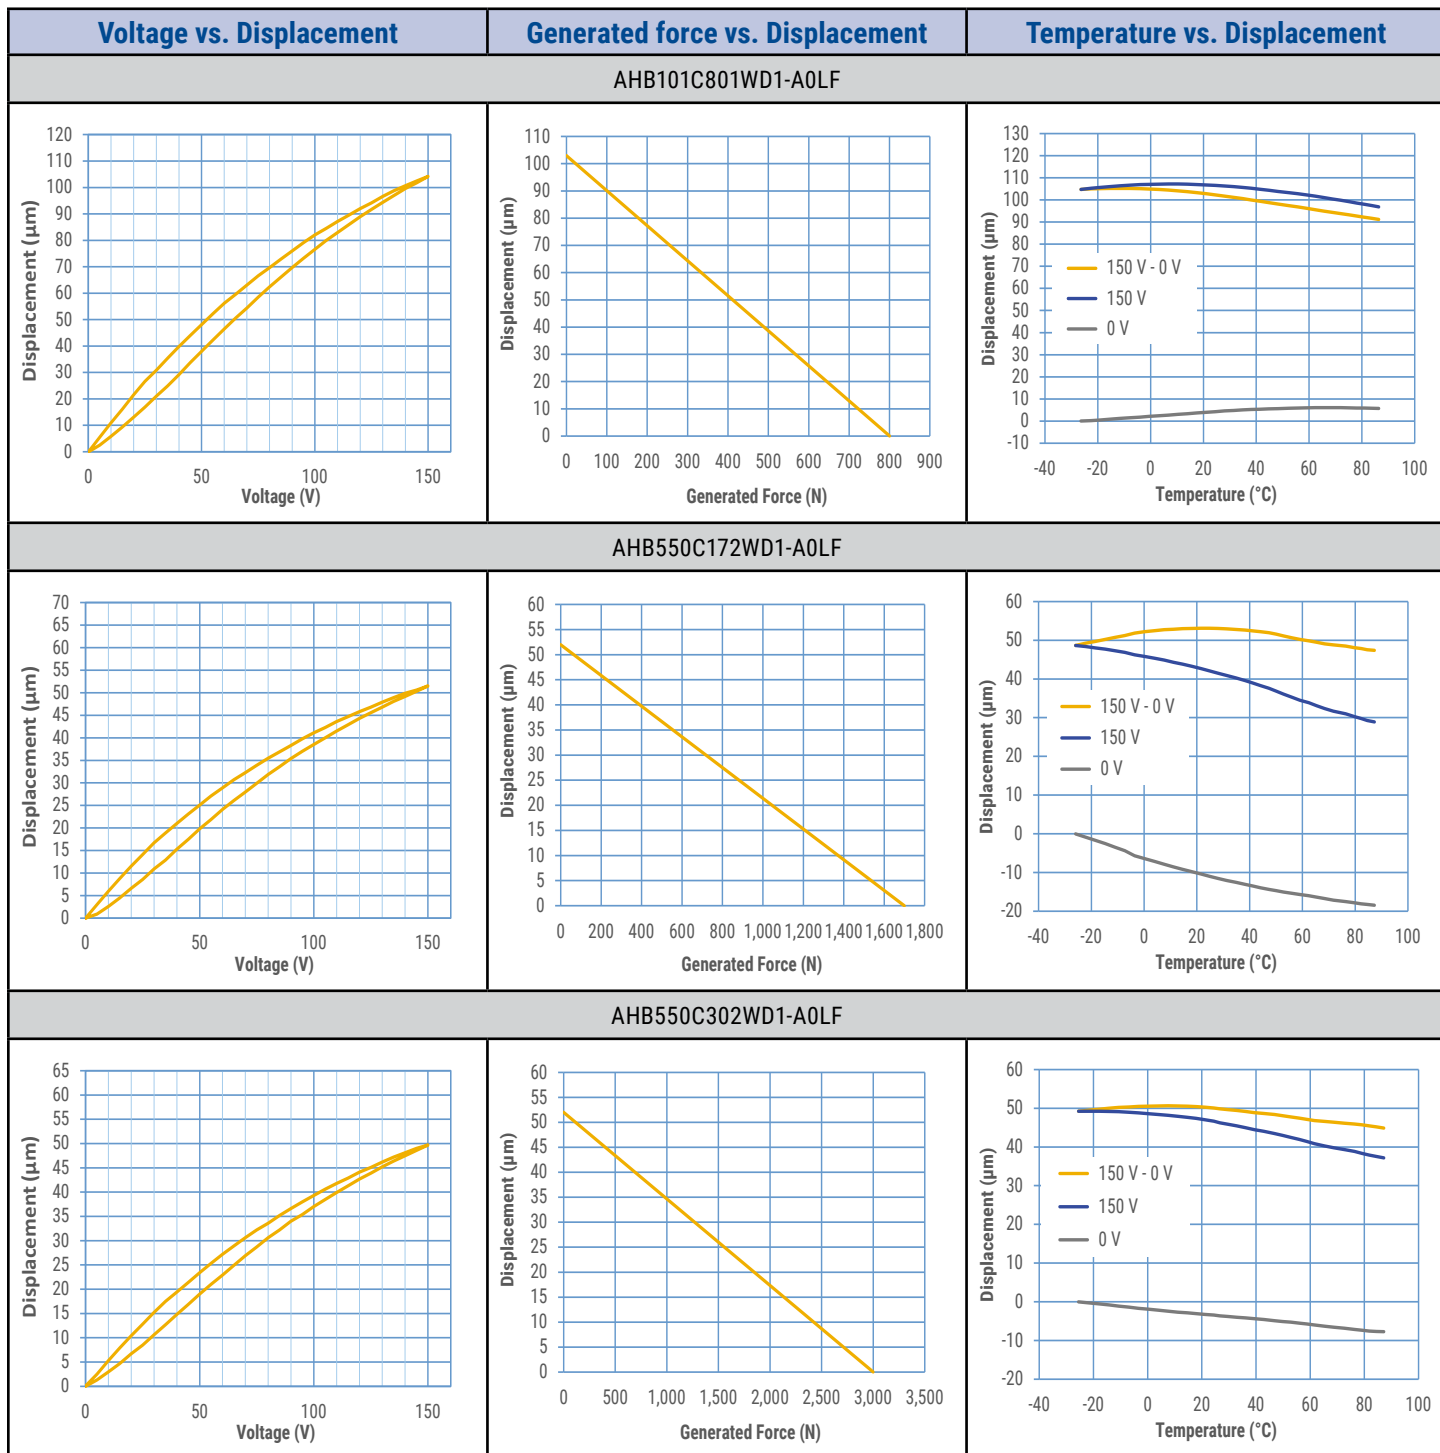 Voltage vs. Displacement
Generated force vs. Displacement
Temperature vs. Displacement
AHB101C801WD1-A0LF
Displacement (µm)
120
110
100
90
80
70
60
50
40
30
20
10
0
0 50 100 150
Voltage (V)
Displacement (µm)
110
100
90
80
70
60
50
40
30
20
10
0
0 100 200 300 400 500 600 700 800 900
Generated Force (N)
Displacement (µm)
130
120
110
100
90
80
70
60
50
40
30
20
10
0
-10
150 V - 0 V
150 V
0 V
-40 -20 0 20 40 60 80 100
Temperature (°C)
AHB550C172WD1-A0LF
Displacement (µm)
70
65
60
55
50
45
40
35
30
25
20
15
10
5
0
0 50 100 150
Voltage (V)
Displacement (µm)
60
55
50
45
40
35
30
25
20
15
10
5
0
0 200 400 600 800 1,000 1,200 1,400 1,600 1,800
Generated Force (N)
Displacement (µm)
60
50
40
30
20
10
0
-10
-20
150 V - 0 V
150 V
0 V
-40 -20 0 20 40 60 80 100
Temperature (°C)
AHB550C302WD1-A0LF
Displacement (µm)
65
60
55
50
45
40
35
30
25
20
15
10
5
0
0 50 100 150
Voltage (V)
Displacement (µm)
60
55
50
45
40
35
30
25
20
15
10
5
0
0 500 1,000 1,500 2,000 2,500 3,000 3,500
Generated Force (N)
Displacement (µm)
60
50
40
30
20
10
0
-10
-20
150 V - 0 V
150 V
0 V
-40 -20 0 20 40 60 80 100
Temperature (°C)